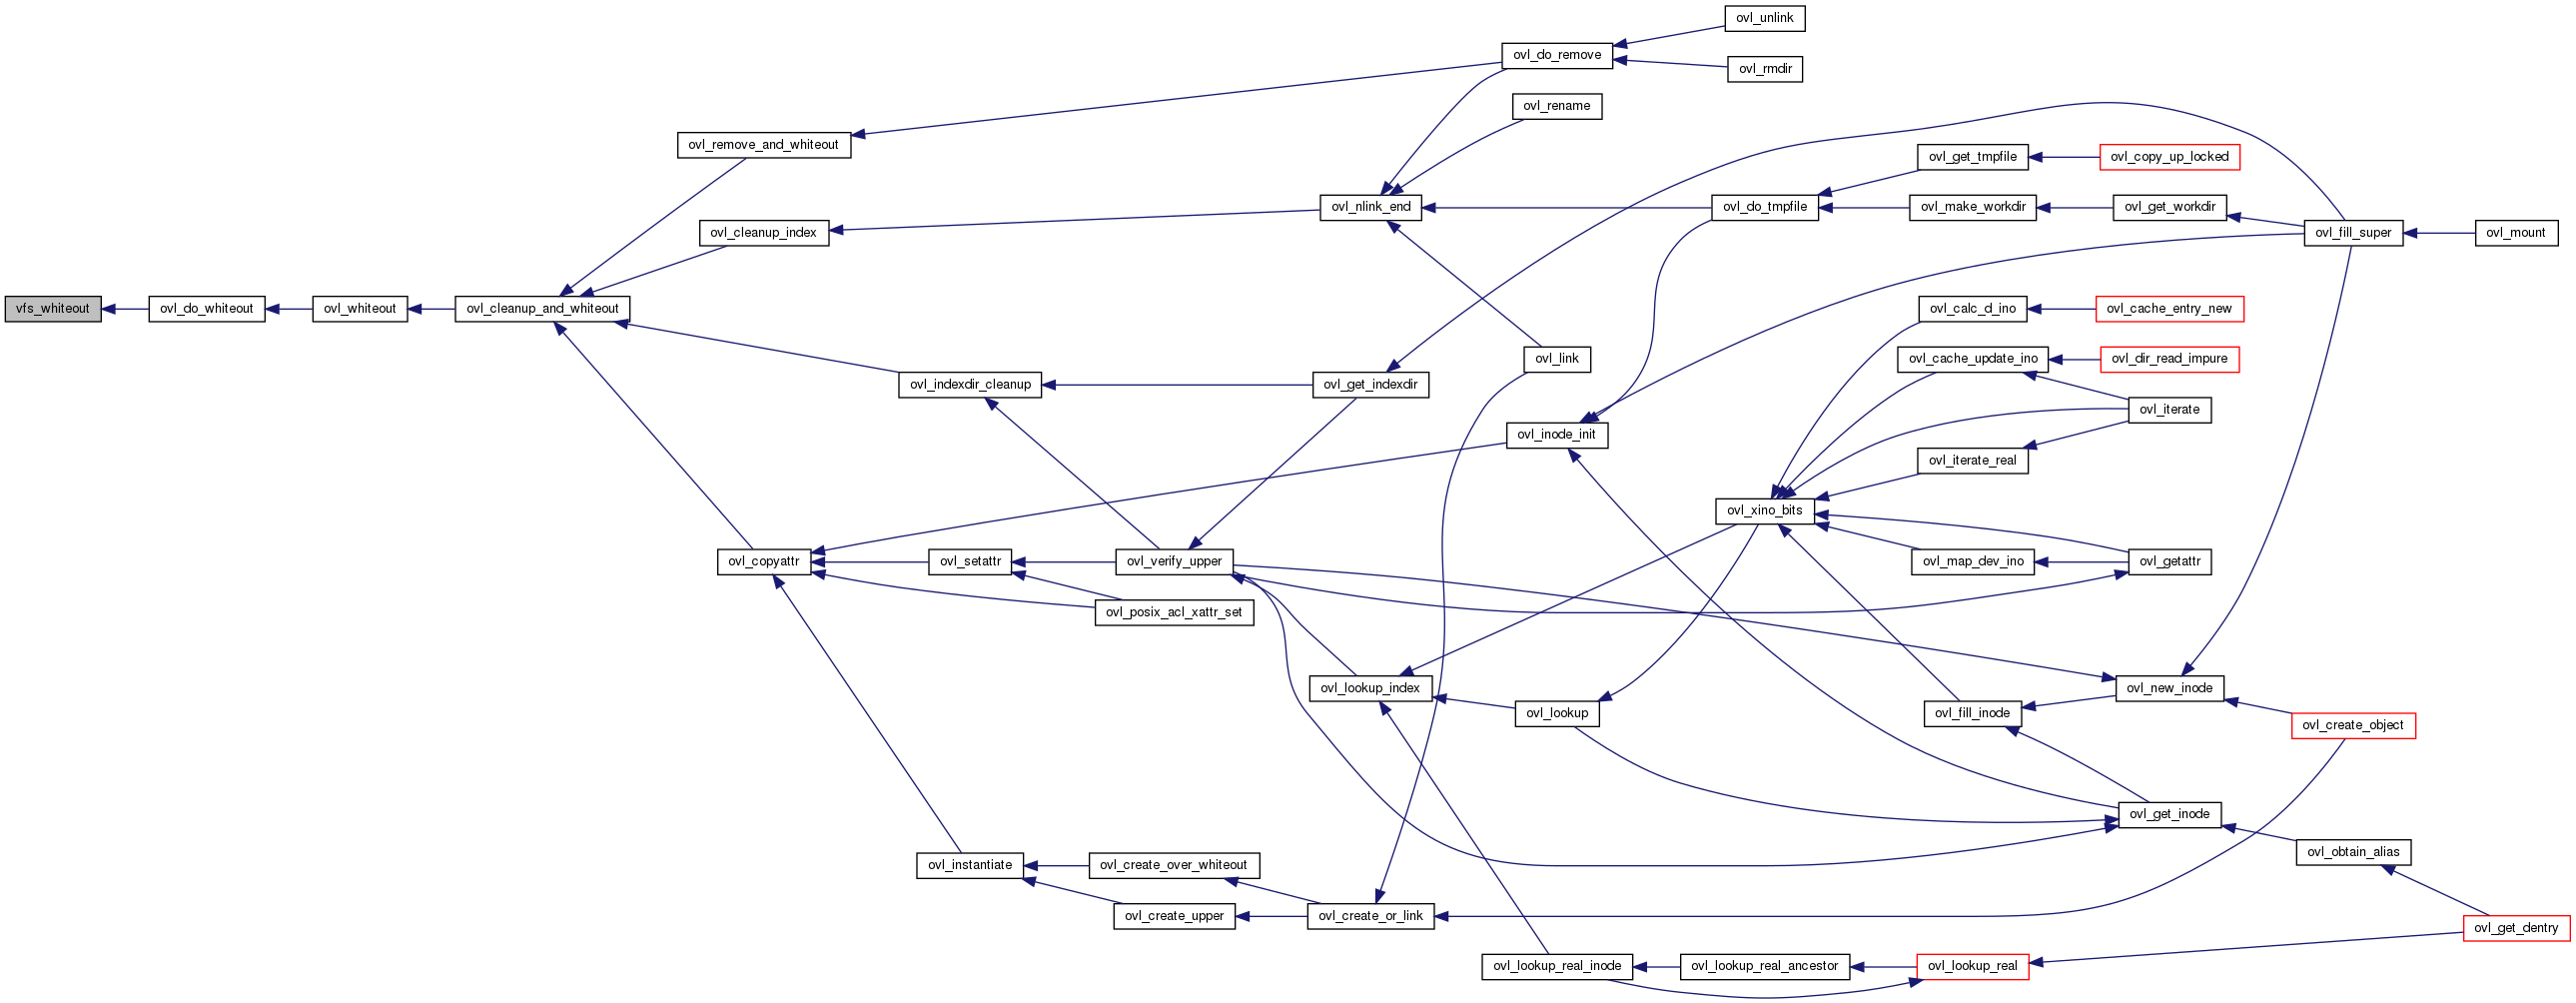 ovl_unlink
ovl_do_remove
ovl_rmdir
ovl_rename
ovl_remove_and_whiteout
ovl_get_tmpfile
ovl_copy_up_locked
ovl_nlink_end
ovl_do_tmpfile
ovl_make_workdir
ovl_get_workdir
ovl_cleanup_index
ovl_fill_super
ovl_mount
vfs_whiteout
ovl_do_whiteout
ovl_whiteout
ovl_cleanup_and_whiteout
ovl_calc_d_ino
ovl_cache_entry_new
ovl_link
ovl_cache_update_ino
ovl_dir_read_impure
ovl_indexdir_cleanup
ovl_get_indexdir
ovl_iterate
ovl_inode_init
ovl_iterate_real
ovl_xino_bits
ovl_copyattr
ovl_setattr
ovl_verify_upper
ovl_map_dev_ino
ovl_getattr
ovl_posix_acl_xattr_set
ovl_lookup_index
ovl_new_inode
ovl_lookup
ovl_fill_inode
ovl_create_object
ovl_get_inode
ovl_obtain_alias
ovl_instantiate
ovl_create_over_whiteout
ovl_create_upper
ovl_create_or_link
ovl_get_dentry
ovl_lookup_real_inode
ovl_lookup_real_ancestor
ovl_lookup_real